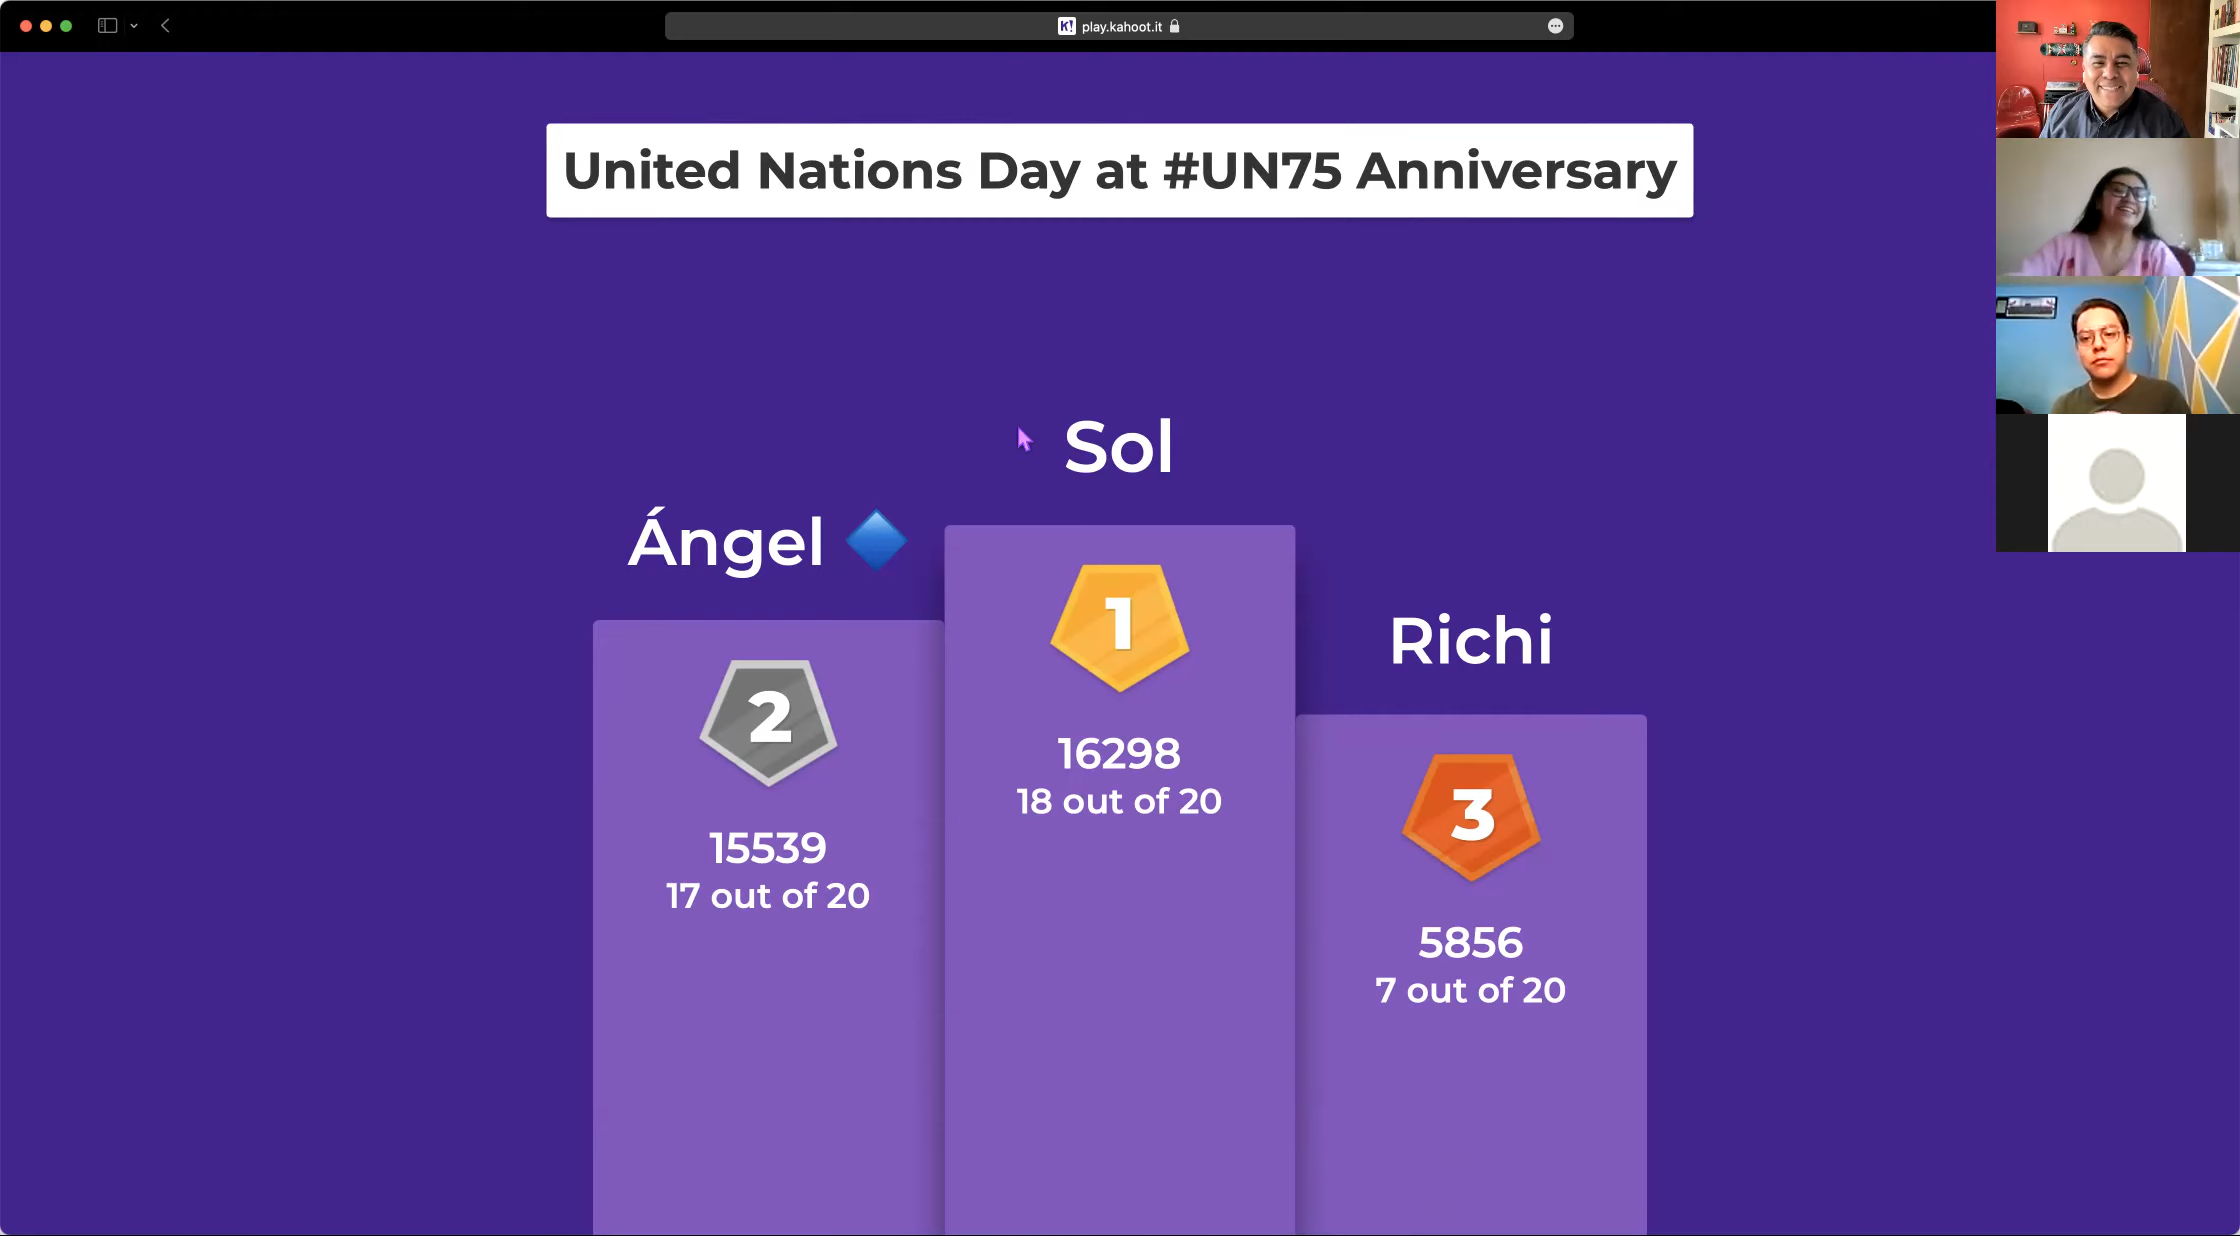 K! play.kahoot.it
United Nations Day at #UN75 Anniversary
Sol
Ángel 🔷
Richi
1
16298
18 out of 20
2
15539
17 out of 20
3
5856
7 out of 20